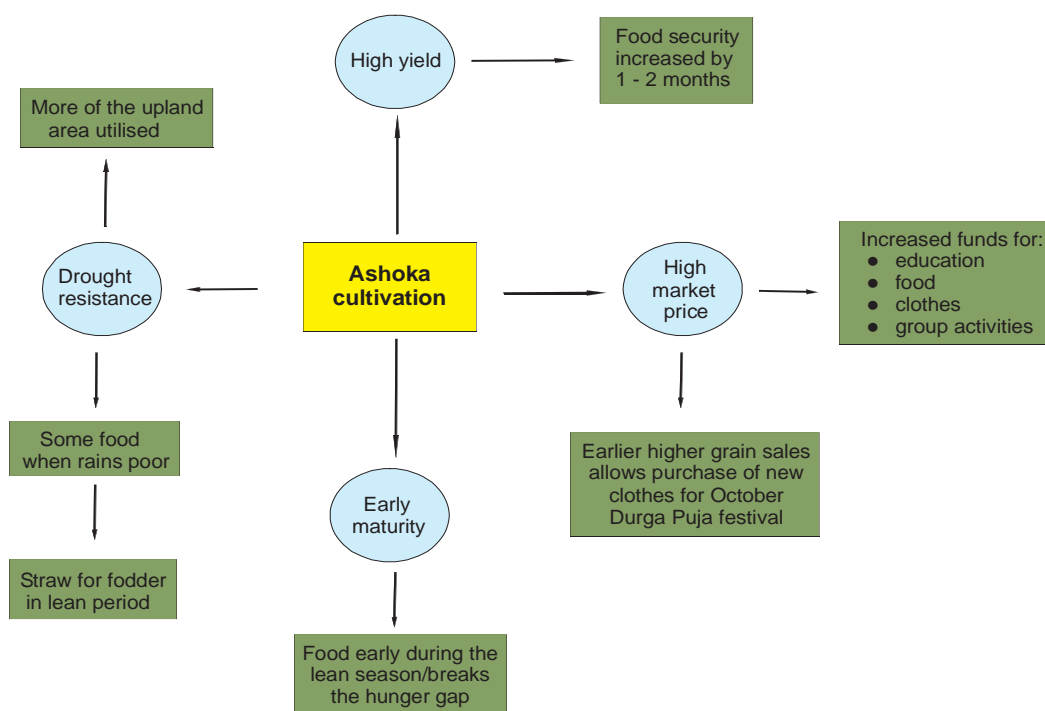 High yield
Food security
increased by
1 - 2 months
More of the upland
area utilised
Drought
resistance
Ashoka
cultivation
High
market
price
Increased funds for:
● education
● food
● clothes
● group activities
Some food
when rains poor
Earlier higher grain sales
allows purchase of new
clothes for October
Durga Puja festival
Early
maturity
Straw for fodder
in lean period
Food early during the
lean season/breaks
the hunger gap